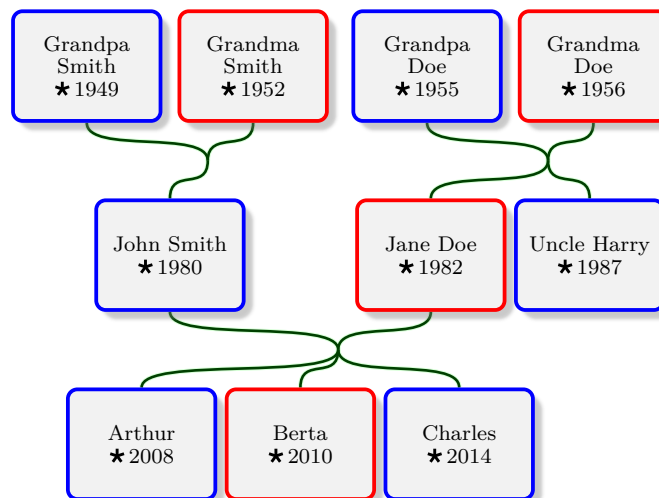 Grandpa
Smith
★ 1949
Grandma
Smith
★ 1952
Grandpa
Doe
★ 1955
Grandma
Doe
★ 1956
John Smith
★ 1980
Jane Doe
★ 1982
Uncle Harry
★ 1987
Arthur
★ 2008
Berta
★ 2010
Charles
★ 2014